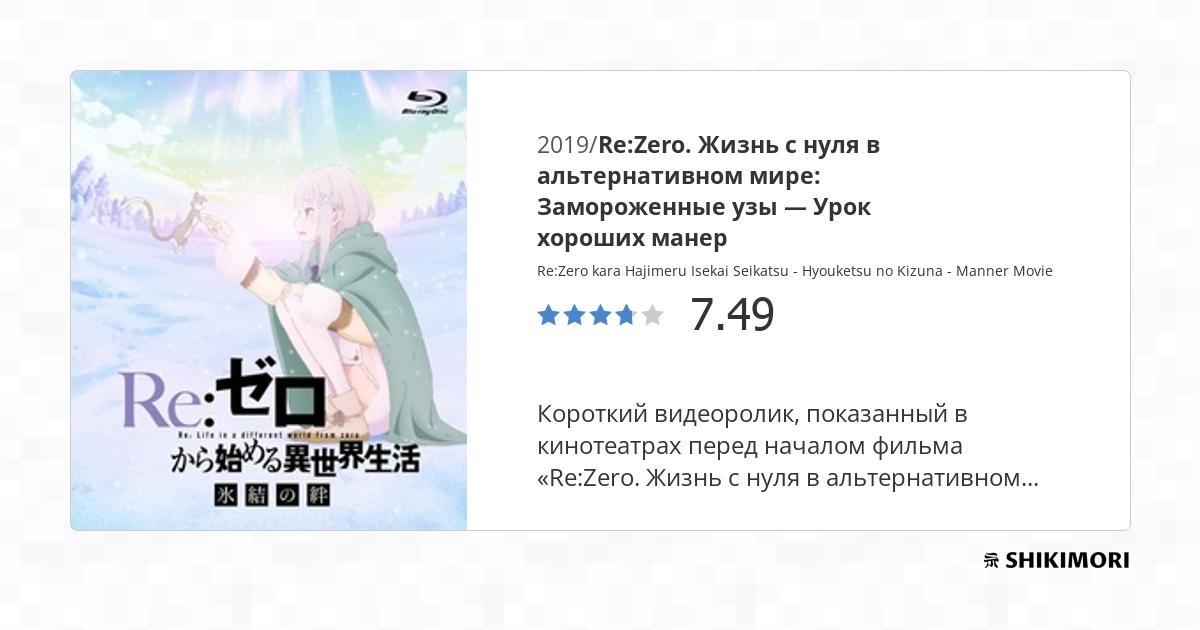 Blu-ray Disc
2019/Re:Zero. Жизнь с нуля в
альтернативном мире:
Замороженные узы — Урок
хороших манер
Re:Zero kara Hajimeru Isekai Seikatsu - Hyouketsu no Kizuna - Manner Movie
7.49
Re:ゼロ
Re. Life in a different world from zero
から始める異世界生活
氷結の絆
Короткий видеоролик, показанный в
кинотеатрах перед началом фильма
«Re:Zero. Жизнь с нуля в альтернативном...
SHIKIMORI